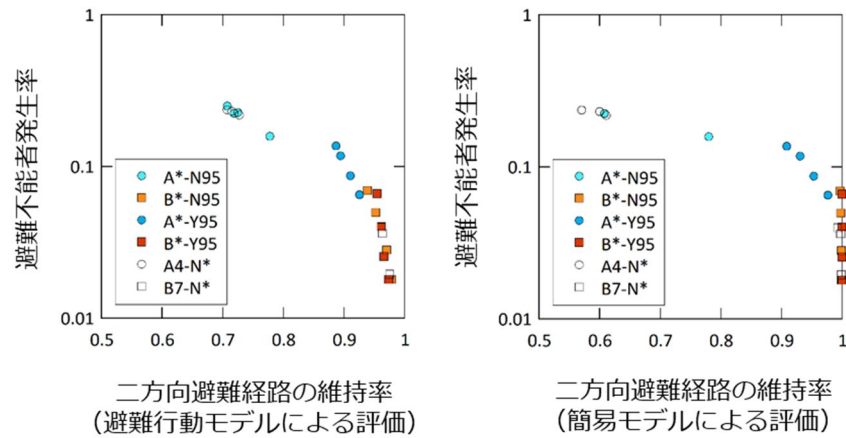 1
0.1
0.01
避難不能者発生率
A*-N95
B*-N95
A*-Y95
B*-Y95
A4-N*
B7-N*
0.5 0.6 0.7 0.8 0.9 1
二方向避難経路の維持率
（避難行動モデルによる評価）
1
0.1
0.01
避難不能者発生率
A*-N95
B*-N95
A*-Y95
B*-Y95
A4-N*
B7-N*
0.5 0.6 0.7 0.8 0.9 1
二方向避難経路の維持率
（簡易モデルによる評価）